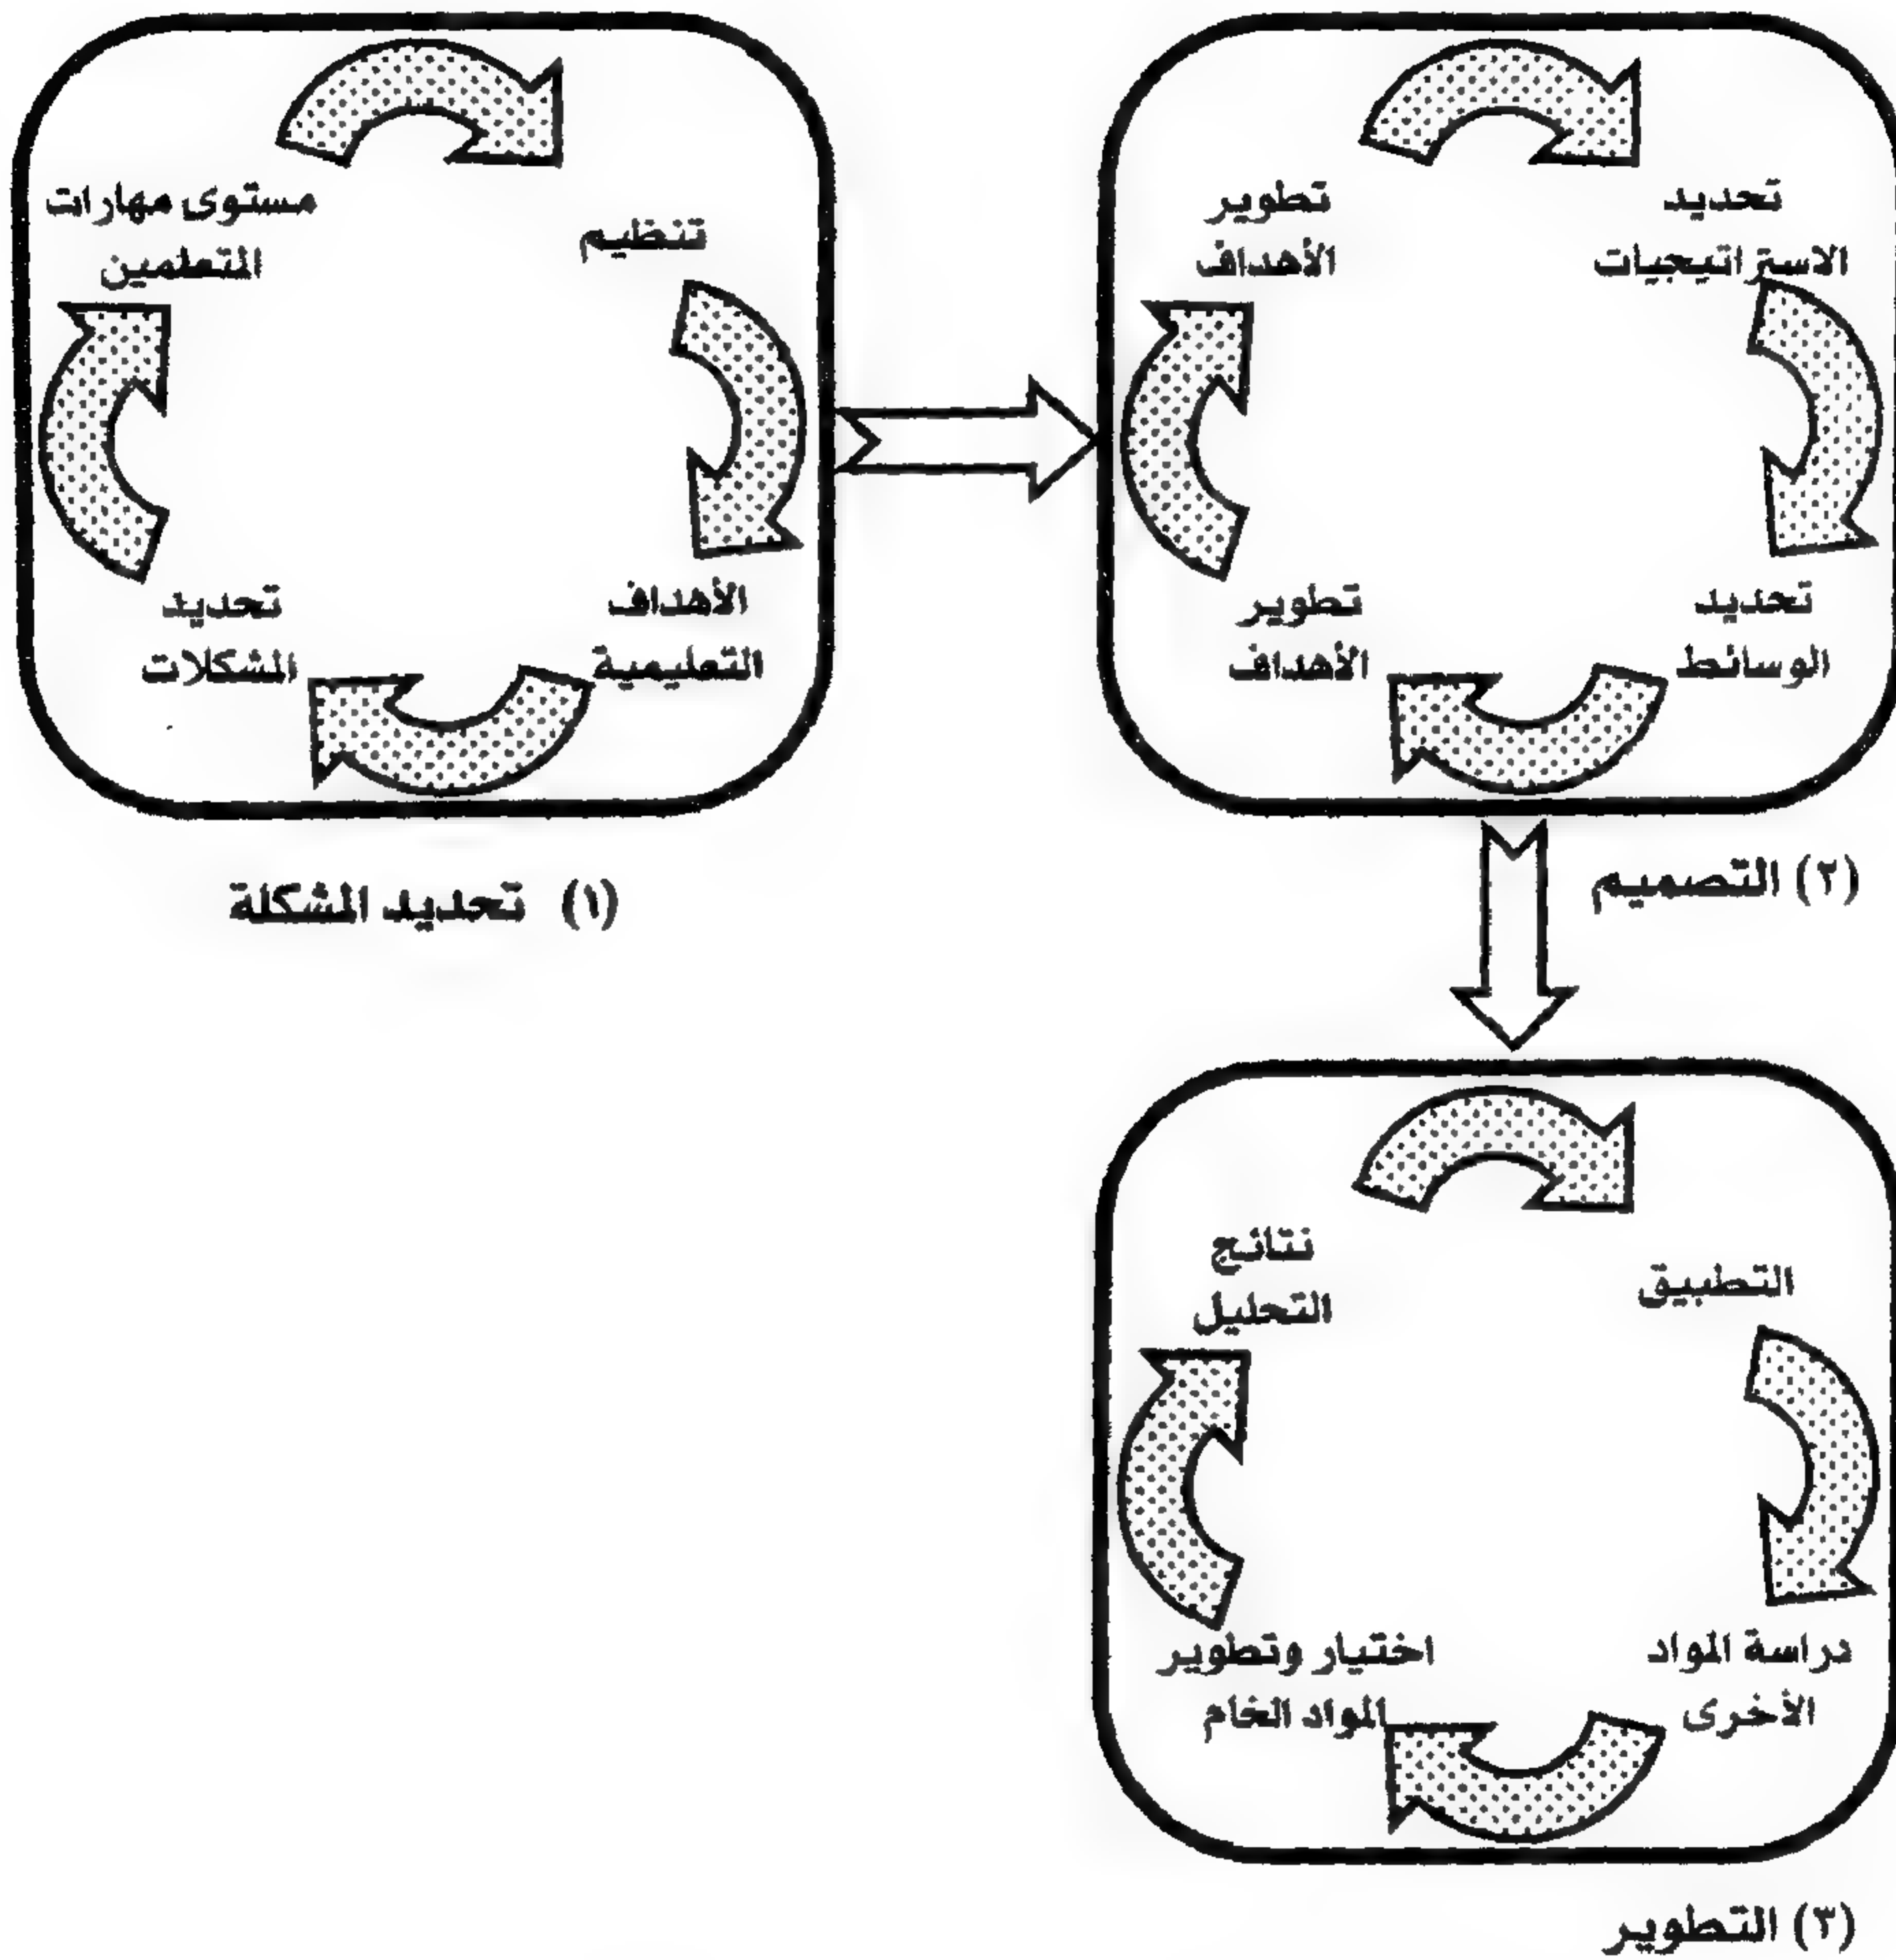 مستوى مهارات
المتعلمين
تنظيم
الأهداف
التعليمية
تحديد
المشكلات
(١) تحديد المشكلة
تطوير
الأهداف
تحديد
الاستراتيجيات
تحديد
الوسائط
تطوير
الأهداف
(٢) التصميم
نتائج
التحليل
التطبيق
دراسة المواد
الأخرى
اختيار وتطوير
المواد الخام
(٣) التطوير